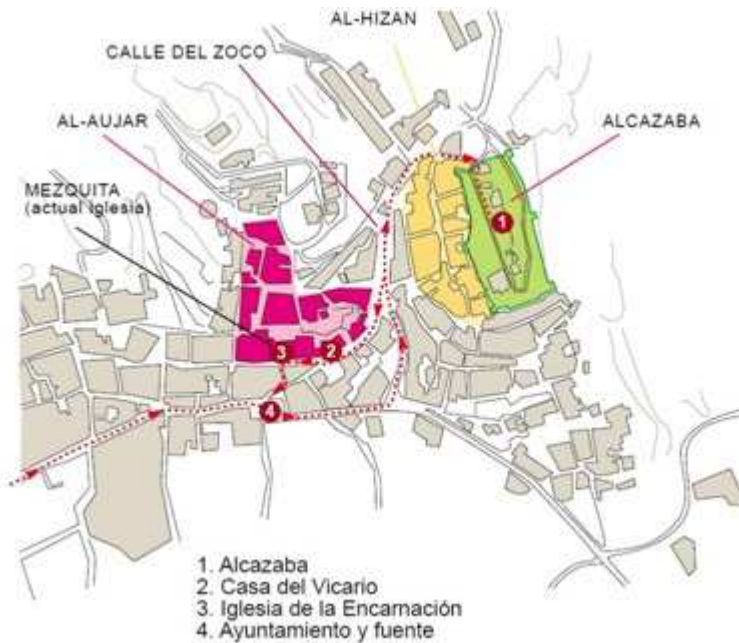 AL-HIZAN
CALLE DEL ZOCO
AL-AUJAR
ALCAZABA
MEZQUITA
(actual iglesia)
1
3
2
4
1. Alcazaba
2. Casa del Vicario
3. Iglesia de la Encarnación
4. Ayuntamiento y fuente